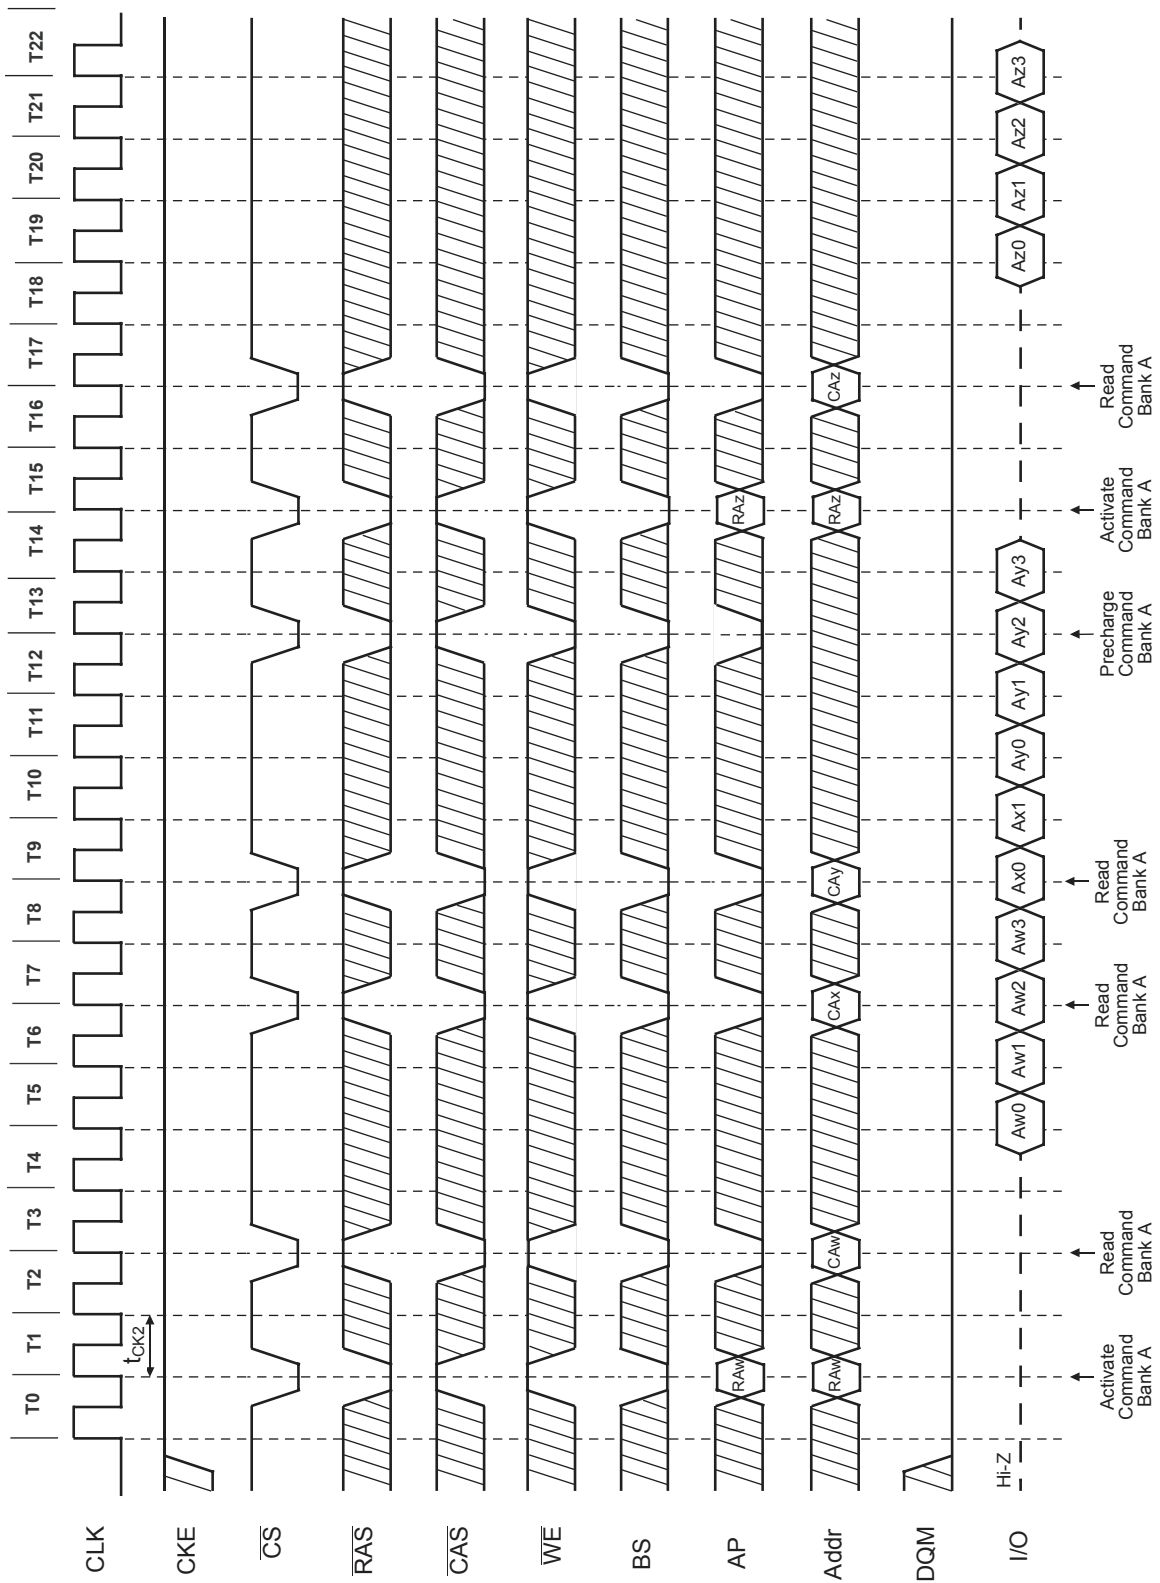 T0 T1 T2 T3 T4 T5 T6 T7 T8 T9 T10 T11 T12 T13 T14 T15 T16 T17 T18 T19 T20 T21 T22
CLK
tCK2
CKE
CS
RAS
CAS
WE
BS
AP
RAw RAz
Addr
RAw CAw CAx CAy RAz CAz
DQM
I/O
Hi-Z
Aw0 Aw1 Aw2 Aw3 Ax0 Ax1 Ay0 Ay1 Ay2 Ay3 Az0 Az1 Az2 Az3
Activate
Command
Bank A
Read
Command
Bank A
Read
Command
Bank A
Read
Command
Bank A
Precharge
Command
Bank A
Activate
Command
Bank A
Read
Command
Bank A